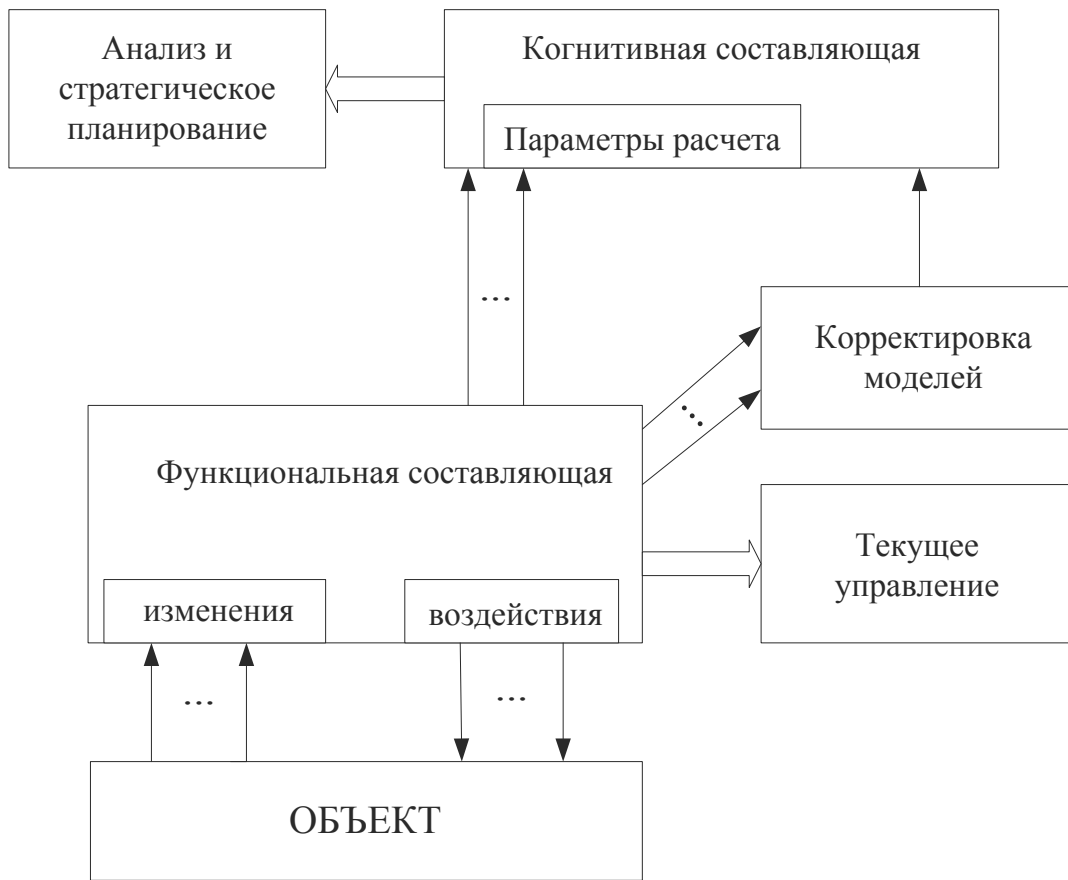 Анализ и
стратегическое
планирование
Когнитивная составляющая
Параметры расчета
...
Корректировка
моделей
...
Функциональная составляющая
Текущее
управление
изменения
воздействия
...
...
ОБЪЕКТ